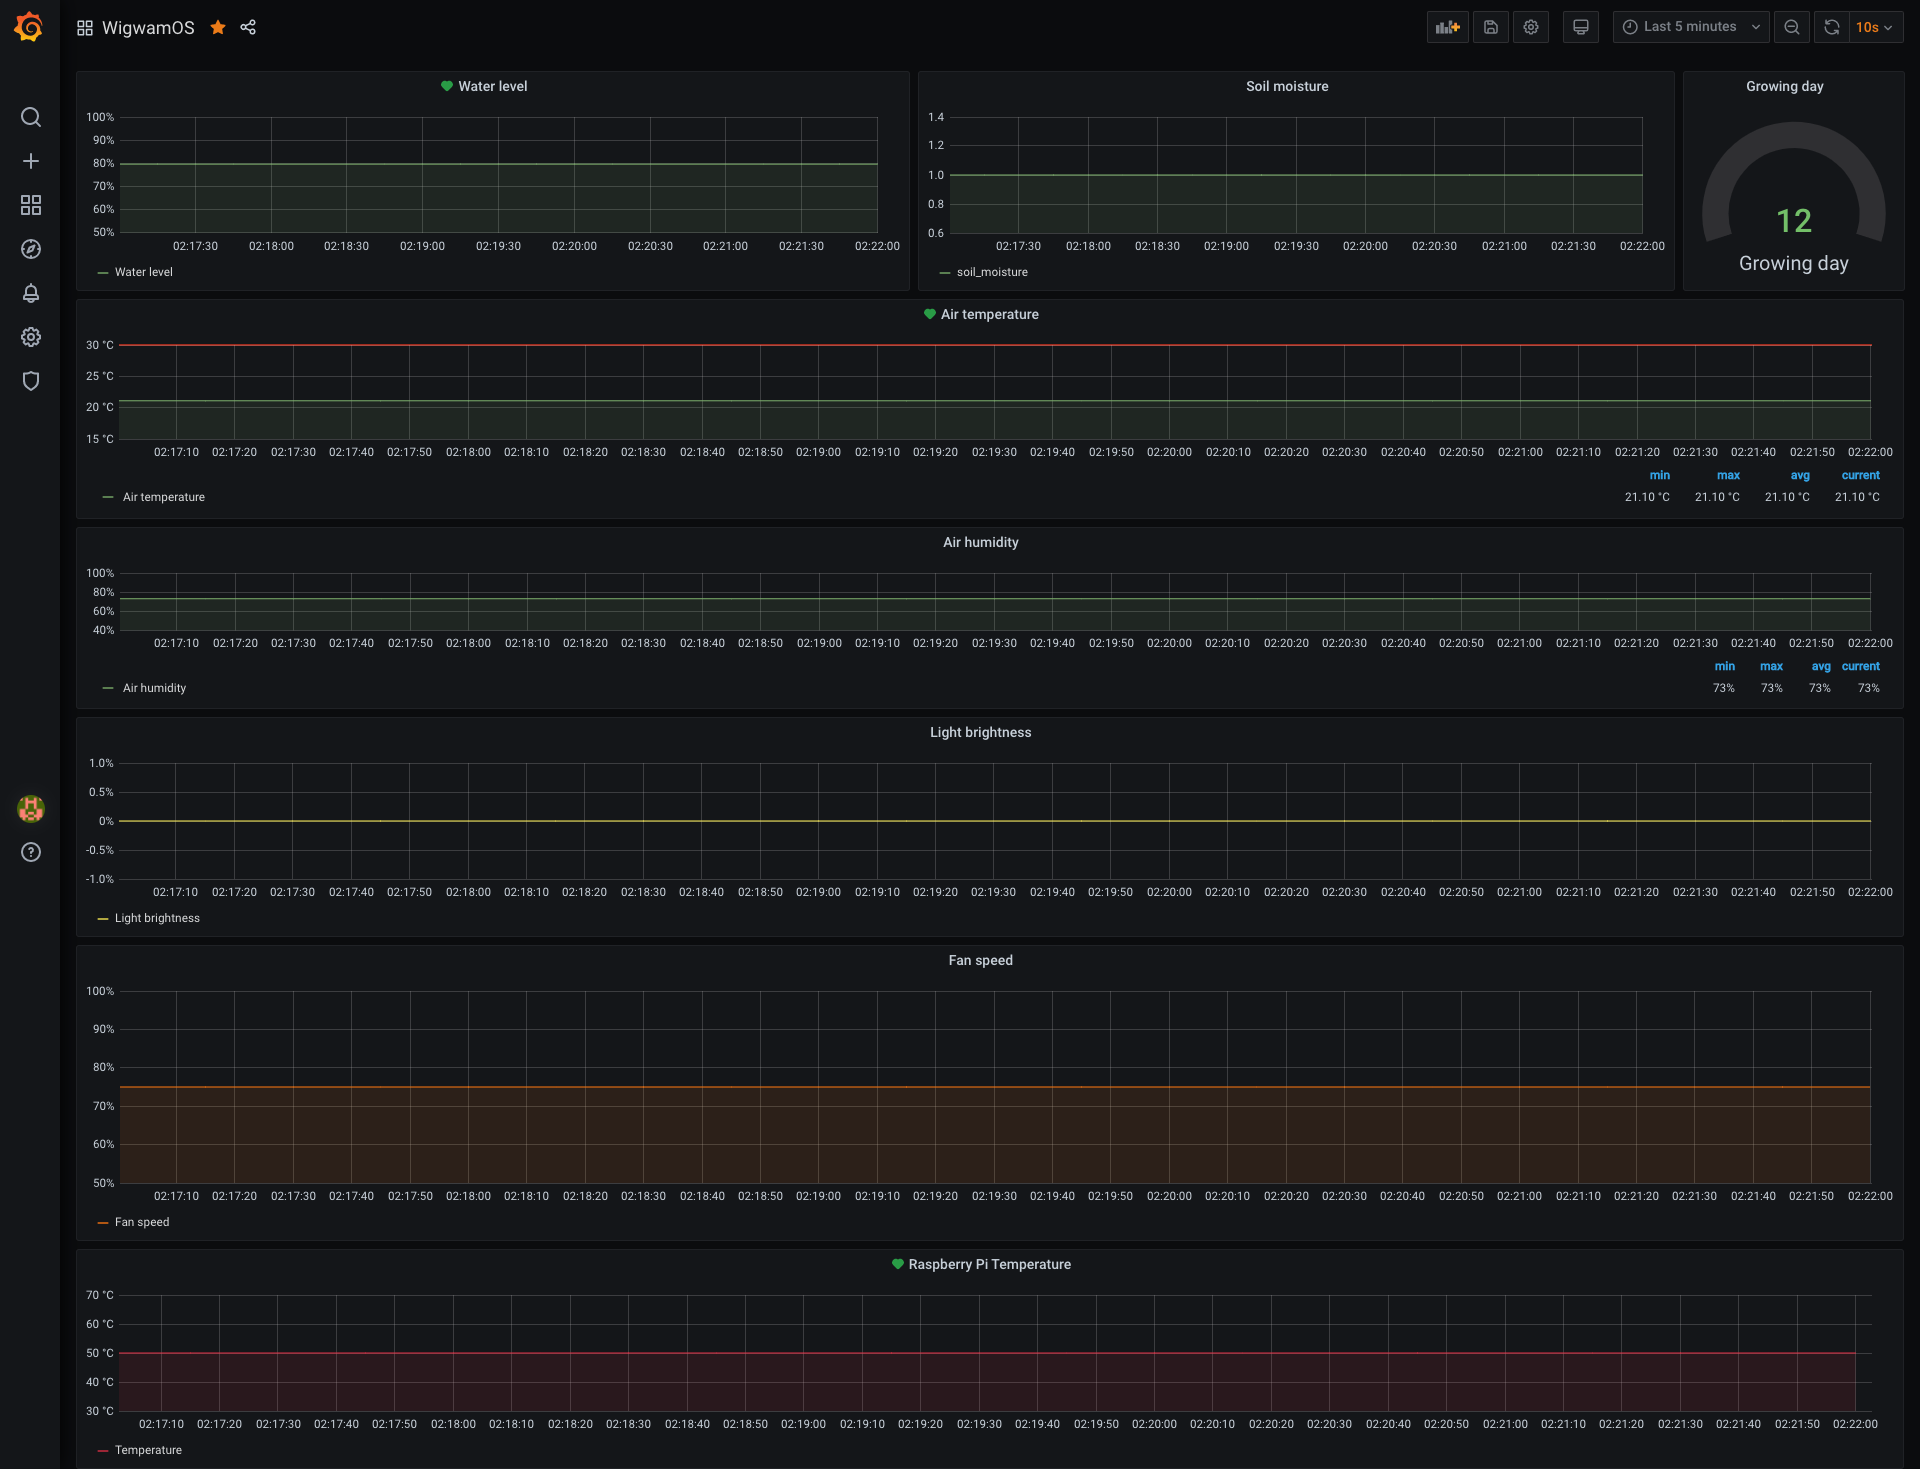 WigwamOS
Last 5 minutes
10s
Water level
100%
90%
80%
70%
60%
50%
02:17:30 02:18:00 02:18:30 02:19:00 02:19:30 02:20:00 02:20:30 02:21:00 02:21:30 02:22:00
Water level
Soil moisture
1.4
1.2
1.0
0.8
0.6
02:17:30 02:18:00 02:18:30 02:19:00 02:19:30 02:20:00 02:20:30 02:21:00 02:21:30 02:22:00
soil_moisture
Growing day
12
Growing day
Air temperature
30 °C
25 °C
20 °C
15 °C
02:17:10 02:17:20 02:17:30 02:17:40 02:17:50 02:18:00 02:18:10 02:18:20 02:18:30 02:18:40 02:18:50 02:19:00 02:19:10 02:19:20 02:19:30 02:19:40 02:19:50 02:20:00 02:20:10 02:20:20 02:20:30 02:20:40 02:20:50 02:21:00 02:21:10 02:21:20 02:21:30 02:21:40 02:21:50 02:22:00
min max avg current
Air temperature 21.10 °C 21.10 °C 21.10 °C 21.10 °C
Air humidity
100%
80%
60%
40%
02:17:10 02:17:20 02:17:30 02:17:40 02:17:50 02:18:00 02:18:10 02:18:20 02:18:30 02:18:40 02:18:50 02:19:00 02:19:10 02:19:20 02:19:30 02:19:40 02:19:50 02:20:00 02:20:10 02:20:20 02:20:30 02:20:40 02:20:50 02:21:00 02:21:10 02:21:20 02:21:30 02:21:40 02:21:50 02:22:00
min max avg current
Air humidity 73% 73% 73% 73%
Light brightness
1.0%
0.5%
0%
-0.5%
-1.0%
02:17:10 02:17:20 02:17:30 02:17:40 02:17:50 02:18:00 02:18:10 02:18:20 02:18:30 02:18:40 02:18:50 02:19:00 02:19:10 02:19:20 02:19:30 02:19:40 02:19:50 02:20:00 02:20:10 02:20:20 02:20:30 02:20:40 02:20:50 02:21:00 02:21:10 02:21:20 02:21:30 02:21:40 02:21:50 02:22:00
Light brightness
Fan speed
100%
90%
80%
70%
60%
50%
02:17:10 02:17:20 02:17:30 02:17:40 02:17:50 02:18:00 02:18:10 02:18:20 02:18:30 02:18:40 02:18:50 02:19:00 02:19:10 02:19:20 02:19:30 02:19:40 02:19:50 02:20:00 02:20:10 02:20:20 02:20:30 02:20:40 02:20:50 02:21:00 02:21:10 02:21:20 02:21:30 02:21:40 02:21:50 02:22:00
Fan speed
Raspberry Pi Temperature
70 °C
60 °C
50 °C
40 °C
30 °C
02:17:10 02:17:20 02:17:30 02:17:40 02:17:50 02:18:00 02:18:10 02:18:20 02:18:30 02:18:40 02:18:50 02:19:00 02:19:10 02:19:20 02:19:30 02:19:40 02:19:50 02:20:00 02:20:10 02:20:20 02:20:30 02:20:40 02:20:50 02:21:00 02:21:10 02:21:20 02:21:30 02:21:40 02:21:50 02:22:00
Temperature